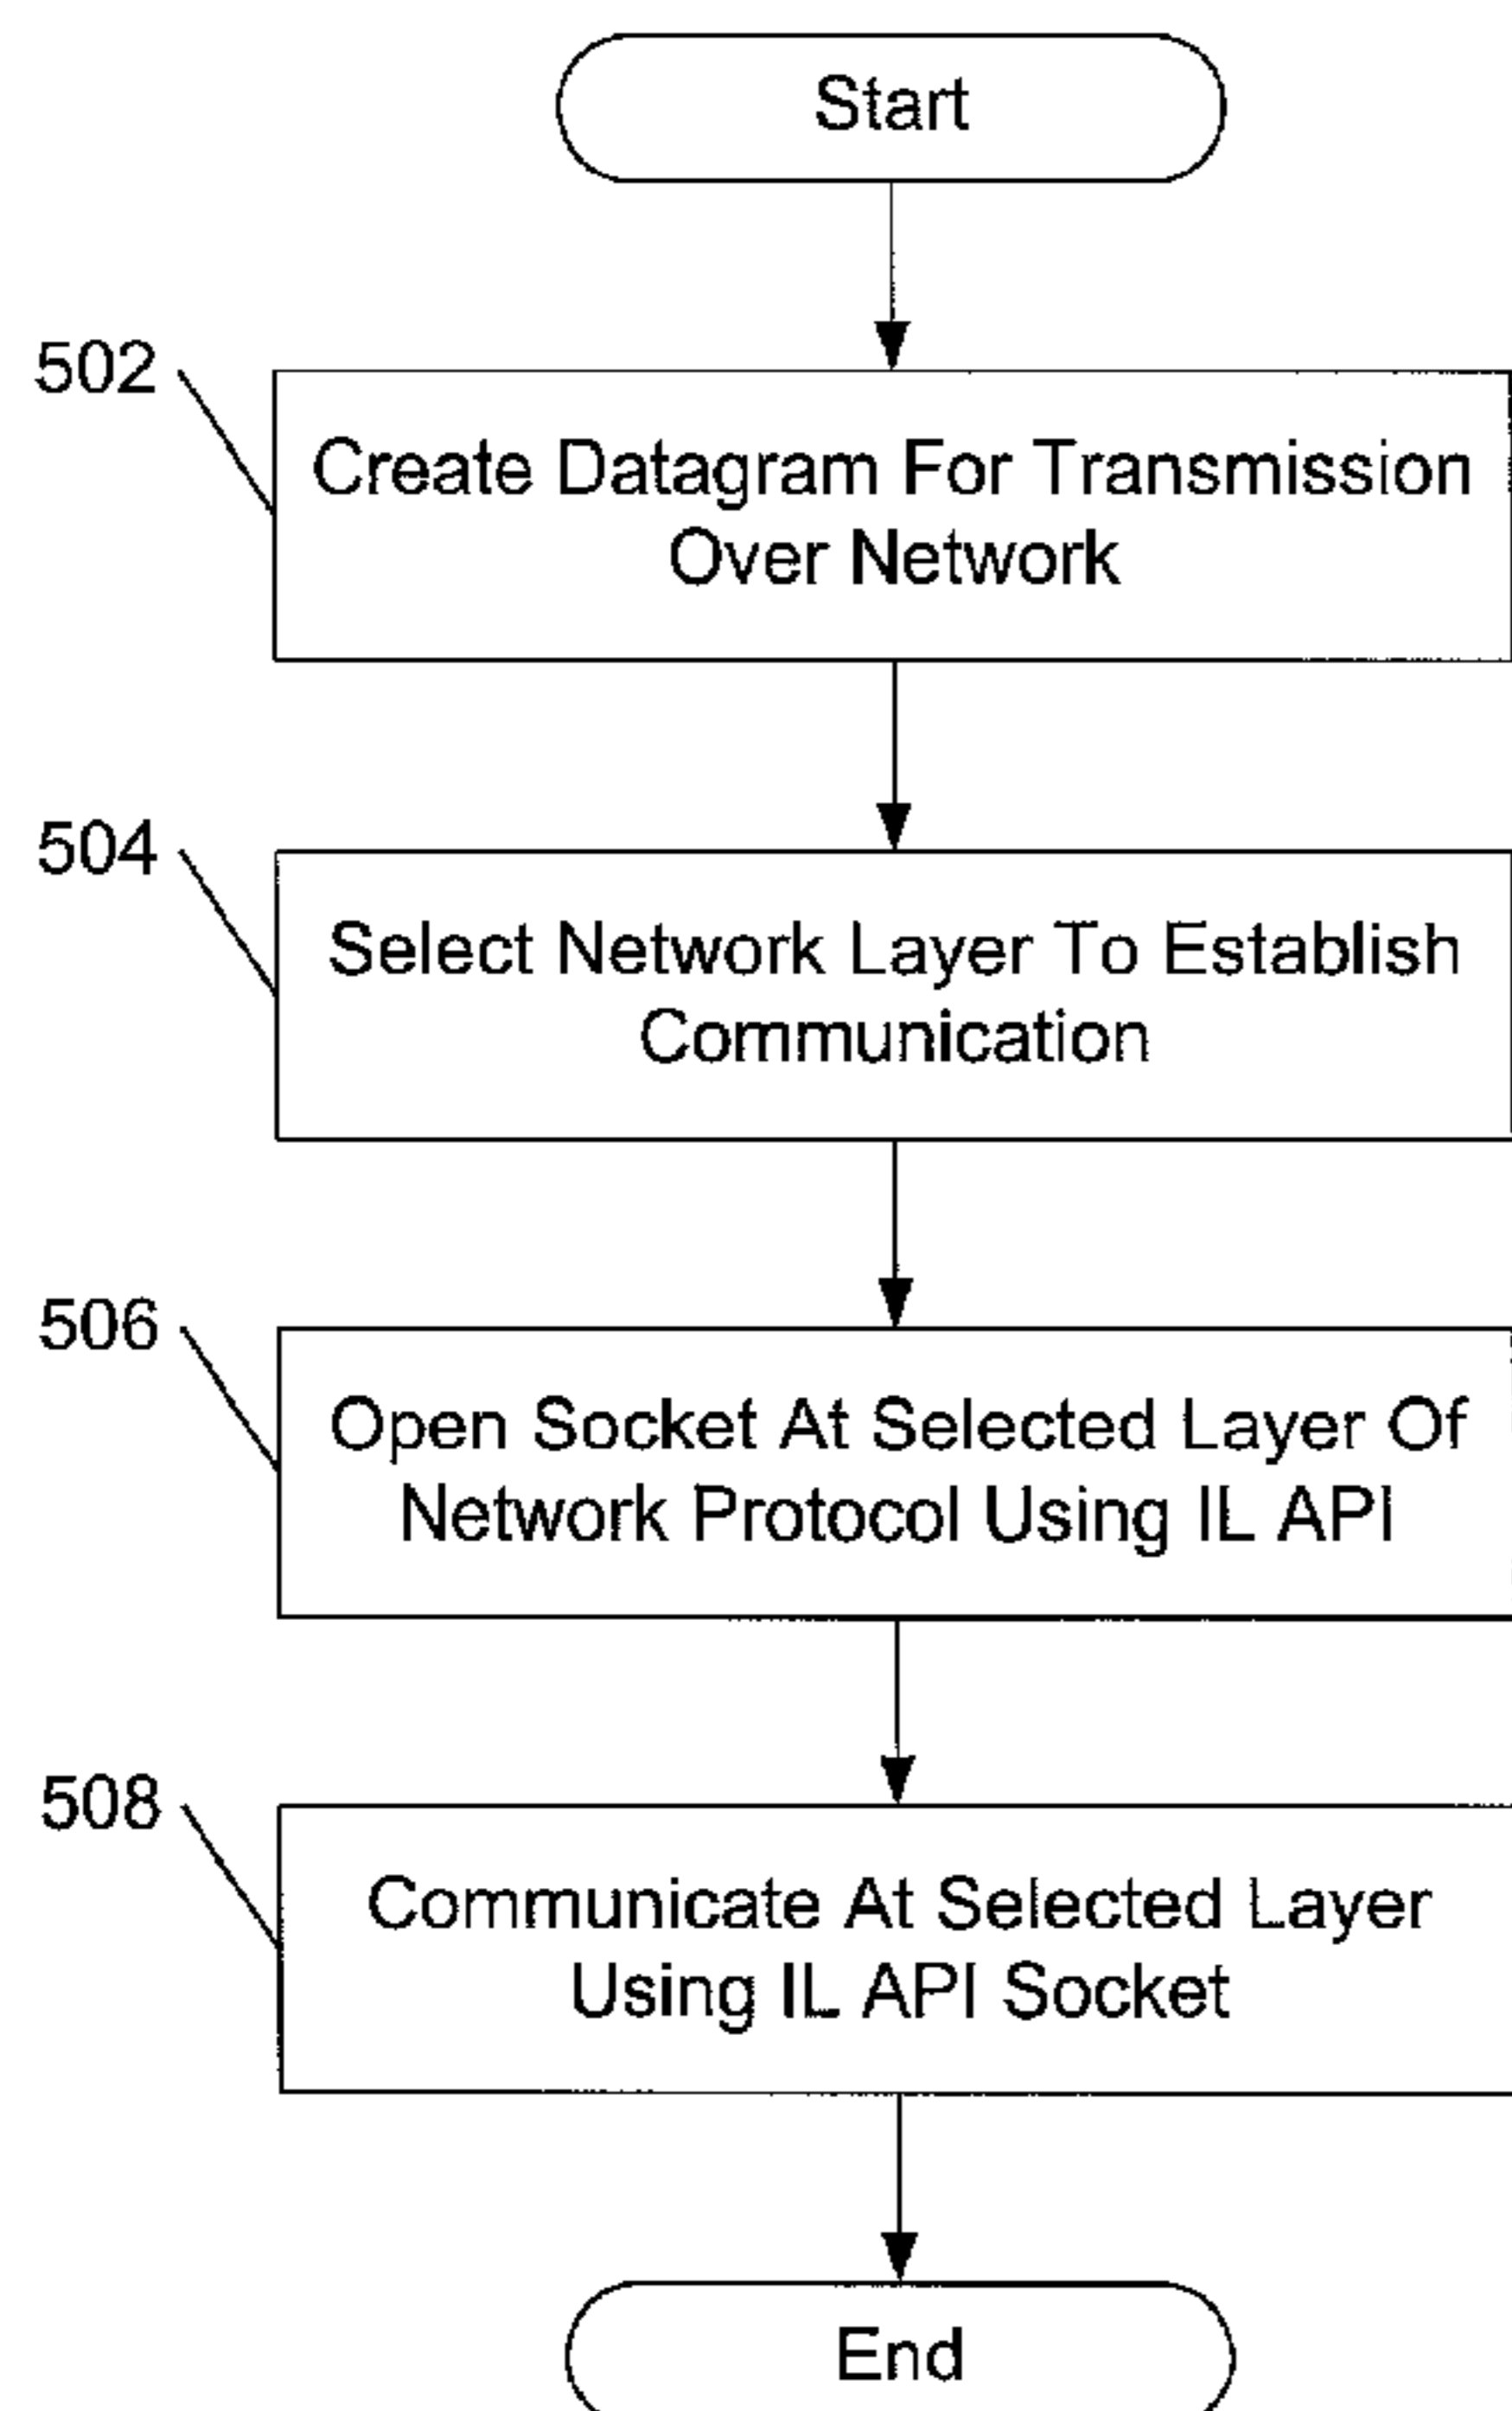 Start
502
Create Datagram For Transmission
Over Network
504
Select Network Layer To Establish
Communication
506
Open Socket At Selected Layer Of
Network Protocol Using IL API
508
Communicate At Selected Layer
Using IL API Socket
End